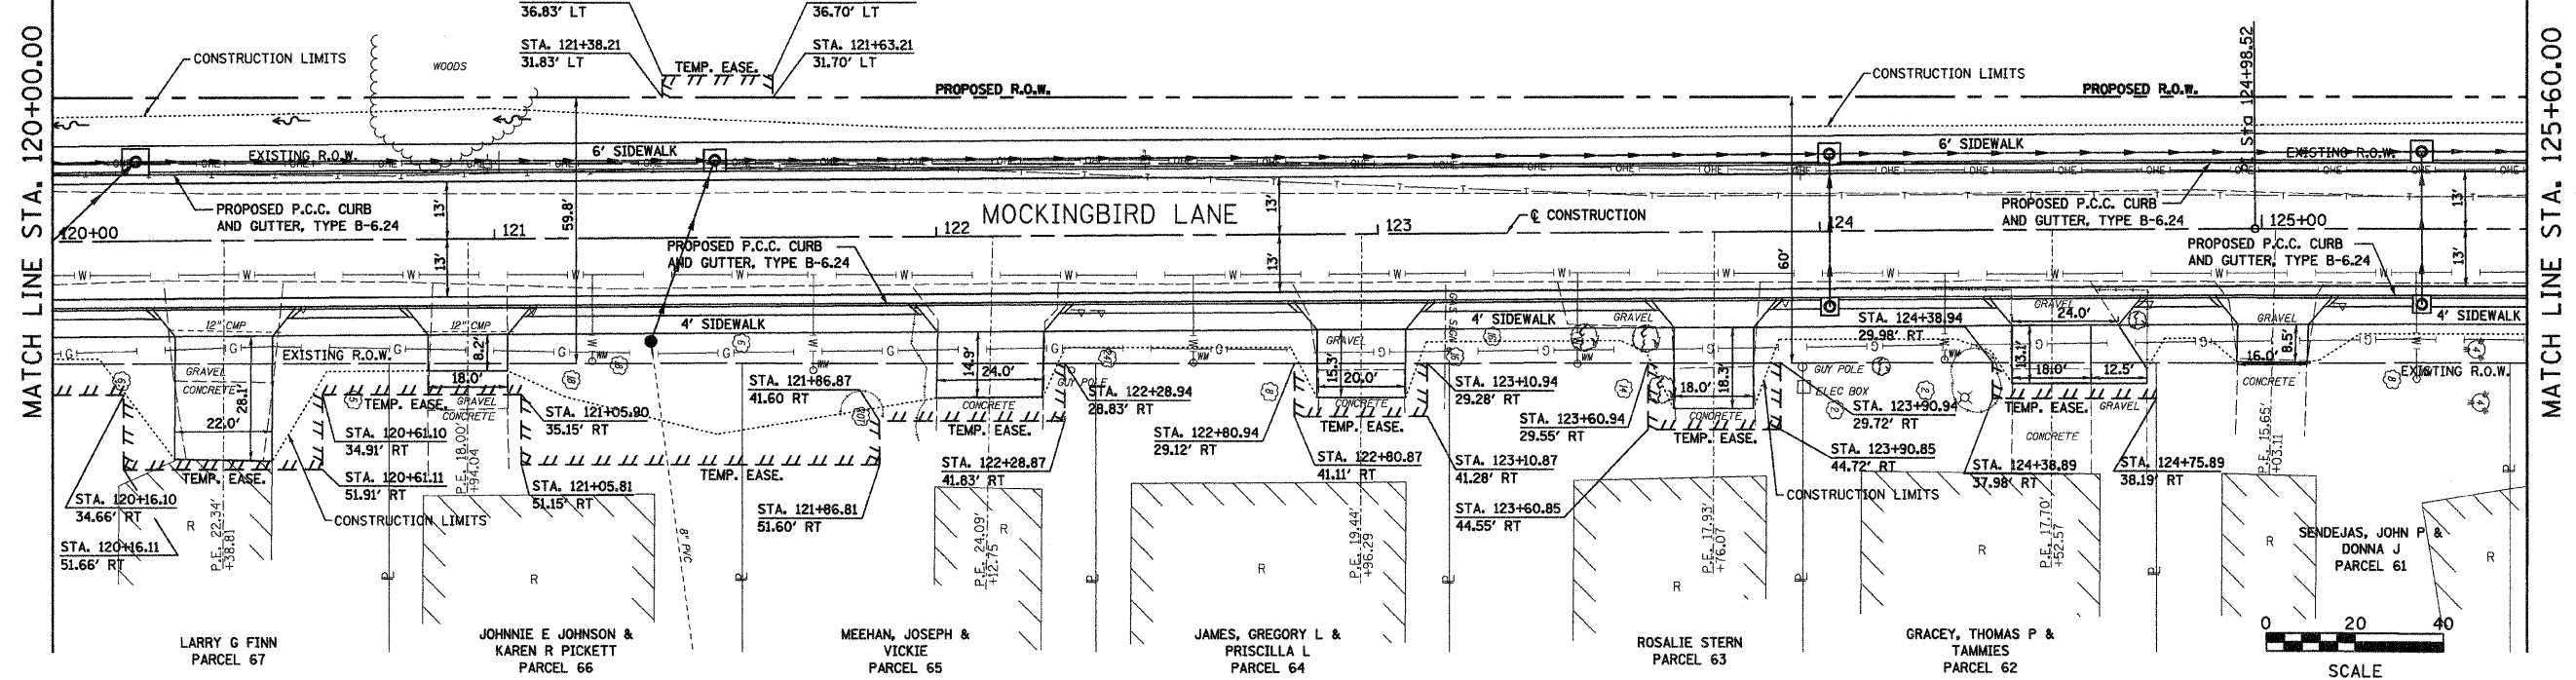 MATCH LINE STA. 120+00.00
36.83' LT
36.70' LT
STA. 121+38.21
31.83' LT
STA. 121+63.21
31.70' LT
TEMP. EASE.
CONSTRUCTION LIMITS
WOODS
PROPOSED R.O.W.
CONSTRUCTION LIMITS
PROPOSED R.O.W.
Sta 124+98.52
MATCH LINE STA. 125+60.00
EXISTING R.O.W.
6' SIDEWALK
6' SIDEWALK
EXISTING R.O.W.
PROPOSED P.C.C. CURB
AND GUTTER, TYPE B-6.24
13'
59.8'
MOCKINGBIRD LANE
13'
℄ CONSTRUCTION
PROPOSED P.C.C. CURB
AND GUTTER, TYPE B-6.24
13'
120+00
121
122
123
124
125+00
PROPOSED P.C.C. CURB
AND GUTTER, TYPE B-6.24
PROPOSED P.C.C. CURB
AND GUTTER, TYPE B-6.24
13'
13'
60'
13'
12" CMP
12" CMP
4' SIDEWALK
4' SIDEWALK
4' SIDEWALK
GRAVEL
GRAVEL
GRAVEL
GRAVEL
24.0'
STA. 124+38.94
29.98' RT
EXISTING R.O.W.
EXISTING R.O.W.
GRAVEL
CONCRETE
28.1'
22.0'
8.2'
18.0'
GRAVEL
CONCRETE
TEMP. EASE.
14.9'
24.0'
CONCRETE
TEMP. EASE.
GUY POLE
15.3'
20.0'
GRAVEL
CONCRETE
TEMP. EASE.
18.0'
18.3'
CONCRETE
TEMP. EASE.
GUY POLE
ELEC BOX
13.1'
18.0'
12.5'
TEMP. EASE.
GRAVEL
CONCRETE
16.0'
8.5'
CONCRETE
STA. 120+61.10
34.91' RT
STA. 120+61.11
51.91' RT
STA. 121+05.90
35.15' RT
STA. 121+05.81
51.15' RT
STA. 121+86.87
41.60 RT
STA. 121+86.81
51.60' RT
STA. 122+28.94
28.83' RT
STA. 122+28.87
41.83' RT
STA. 122+80.94
29.12' RT
STA. 122+80.87
41.11' RT
STA. 123+10.94
29.28' RT
STA. 123+10.87
41.28' RT
STA. 123+60.94
29.55' RT
STA. 123+60.85
44.55' RT
STA. 123+90.94
29.72' RT
STA. 123+90.85
44.72' RT
STA. 124+38.89
37.98' RT
STA. 124+75.89
38.19' RT
STA. 120+16.10
34.66' RT
STA. 120+16.11
51.66' RT
TEMP. EASE.
TEMP. EASE.
CONSTRUCTION LIMITS
CONSTRUCTION LIMITS
P.E. 22.34'
+38.81
P.E. 18.00'
+94.04
8" PVC
P.E. 24.09'
+12.75
P.E. 19.44'
+96.29
P.E. 17.93'
+76.07
P.E. 17.70'
+52.57
P.E. 15.65'
+03.11
R
R
R
R
R
R
R
R
LARRY G FINN
PARCEL 67
JOHNNIE E JOHNSON &
KAREN R PICKETT
PARCEL 66
MEEHAN, JOSEPH &
VICKIE
PARCEL 65
JAMES, GREGORY L &
PRISCILLA L
PARCEL 64
ROSALIE STERN
PARCEL 63
GRACEY, THOMAS P &
TAMMIES
PARCEL 62
SENDEJAS, JOHN P &
DONNA J
PARCEL 61
0 20 40
SCALE